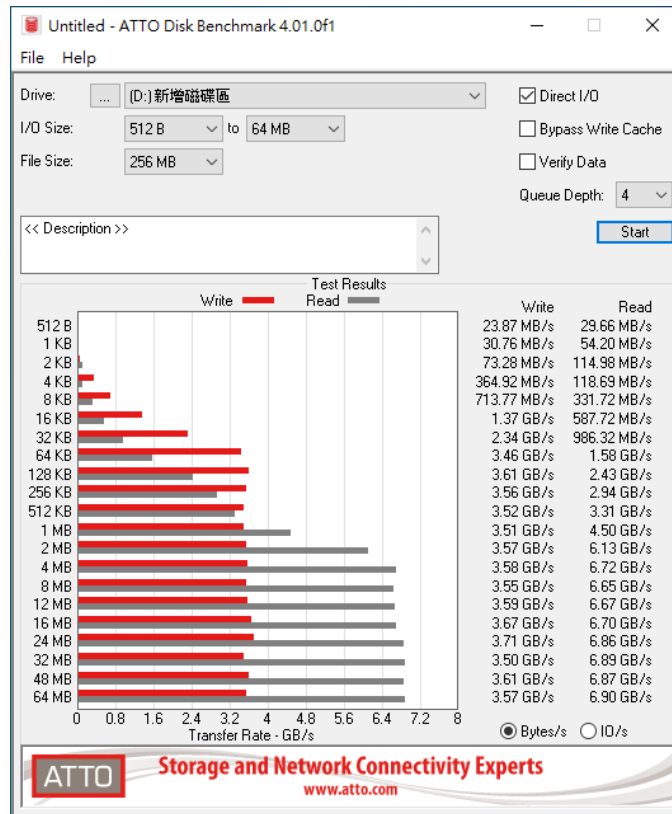 Untitled - ATTO Disk Benchmark 4.01.0f1
File Help
Drive: ... (D:)新增磁碟區
Direct I/O
I/O Size: 512 B to 64 MB
Bypass Write Cache
File Size: 256 MB
Verify Data
Queue Depth: 4
<< Description >>
Start
Test Results
Write Read
Write Read
512 B 23.87 MB/s 29.66 MB/s
1 KB 30.76 MB/s 54.20 MB/s
2 KB 73.28 MB/s 114.98 MB/s
4 KB 364.92 MB/s 118.69 MB/s
8 KB 713.77 MB/s 331.72 MB/s
16 KB 1.37 GB/s 587.72 MB/s
32 KB 2.34 GB/s 986.32 MB/s
64 KB 3.46 GB/s 1.58 GB/s
128 KB 3.61 GB/s 2.43 GB/s
256 KB 3.56 GB/s 2.94 GB/s
512 KB 3.52 GB/s 3.31 GB/s
1 MB 3.51 GB/s 4.50 GB/s
2 MB 3.57 GB/s 6.13 GB/s
4 MB 3.58 GB/s 6.72 GB/s
8 MB 3.55 GB/s 6.65 GB/s
12 MB 3.59 GB/s 6.67 GB/s
16 MB 3.67 GB/s 6.70 GB/s
24 MB 3.71 GB/s 6.86 GB/s
32 MB 3.50 GB/s 6.89 GB/s
48 MB 3.61 GB/s 6.87 GB/s
64 MB 3.57 GB/s 6.90 GB/s
0 0.8 1.6 2.4 3.2 4 4.8 5.6 6.4 7.2 8
Transfer Rate - GB/s
Bytes/s IO/s
ATTO
Storage and Network Connectivity Experts
www.atto.com